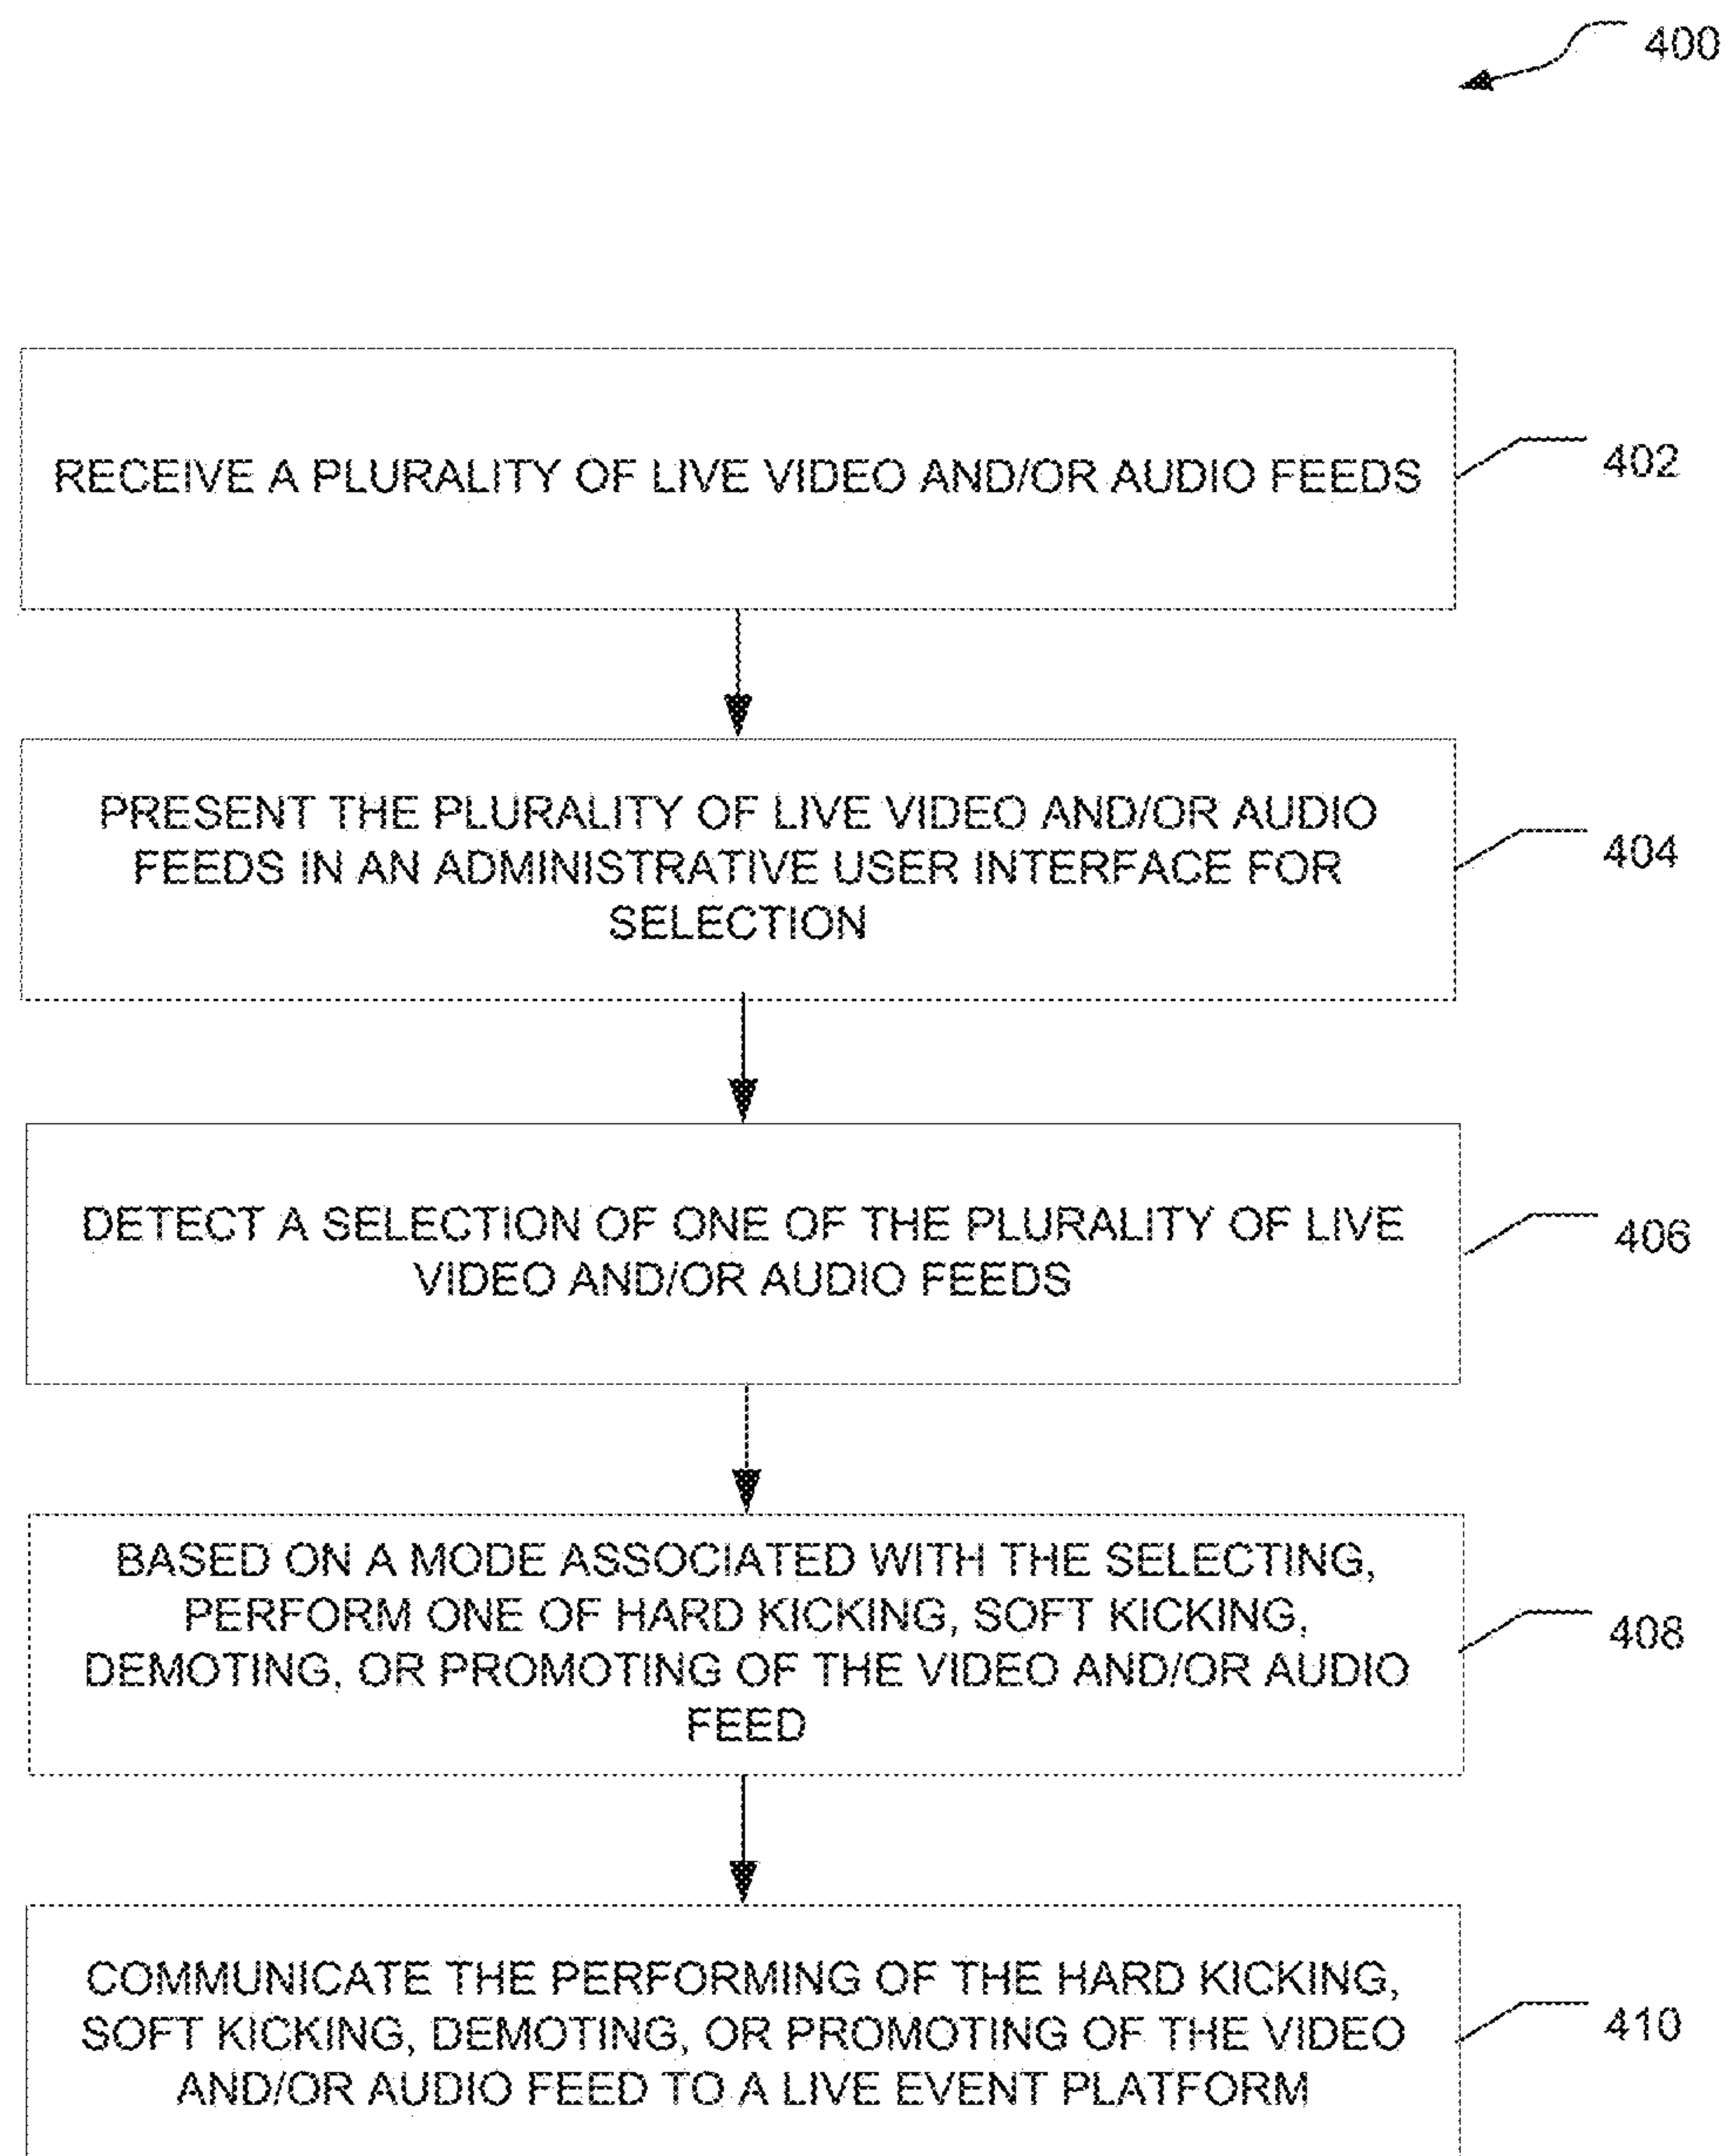 400
RECEIVE A PLURALITY OF LIVE VIDEO AND/OR AUDIO FEEDS
402
PRESENT THE PLURALITY OF LIVE VIDEO AND/OR AUDIO
FEEDS IN AN ADMINISTRATIVE USER INTERFACE FOR
SELECTION
404
DETECT A SELECTION OF ONE OF THE PLURALITY OF LIVE
VIDEO AND/OR AUDIO FEEDS
406
BASED ON A MODE ASSOCIATED WITH THE SELECTING,
PERFORM ONE OF HARD KICKING, SOFT KICKING,
DEMOTING, OR PROMOTING OF THE VIDEO AND/OR AUDIO
FEED
408
COMMUNICATE THE PERFORMING OF THE HARD KICKING,
SOFT KICKING, DEMOTING, OR PROMOTING OF THE VIDEO
AND/OR AUDIO FEED TO A LIVE EVENT PLATFORM
410